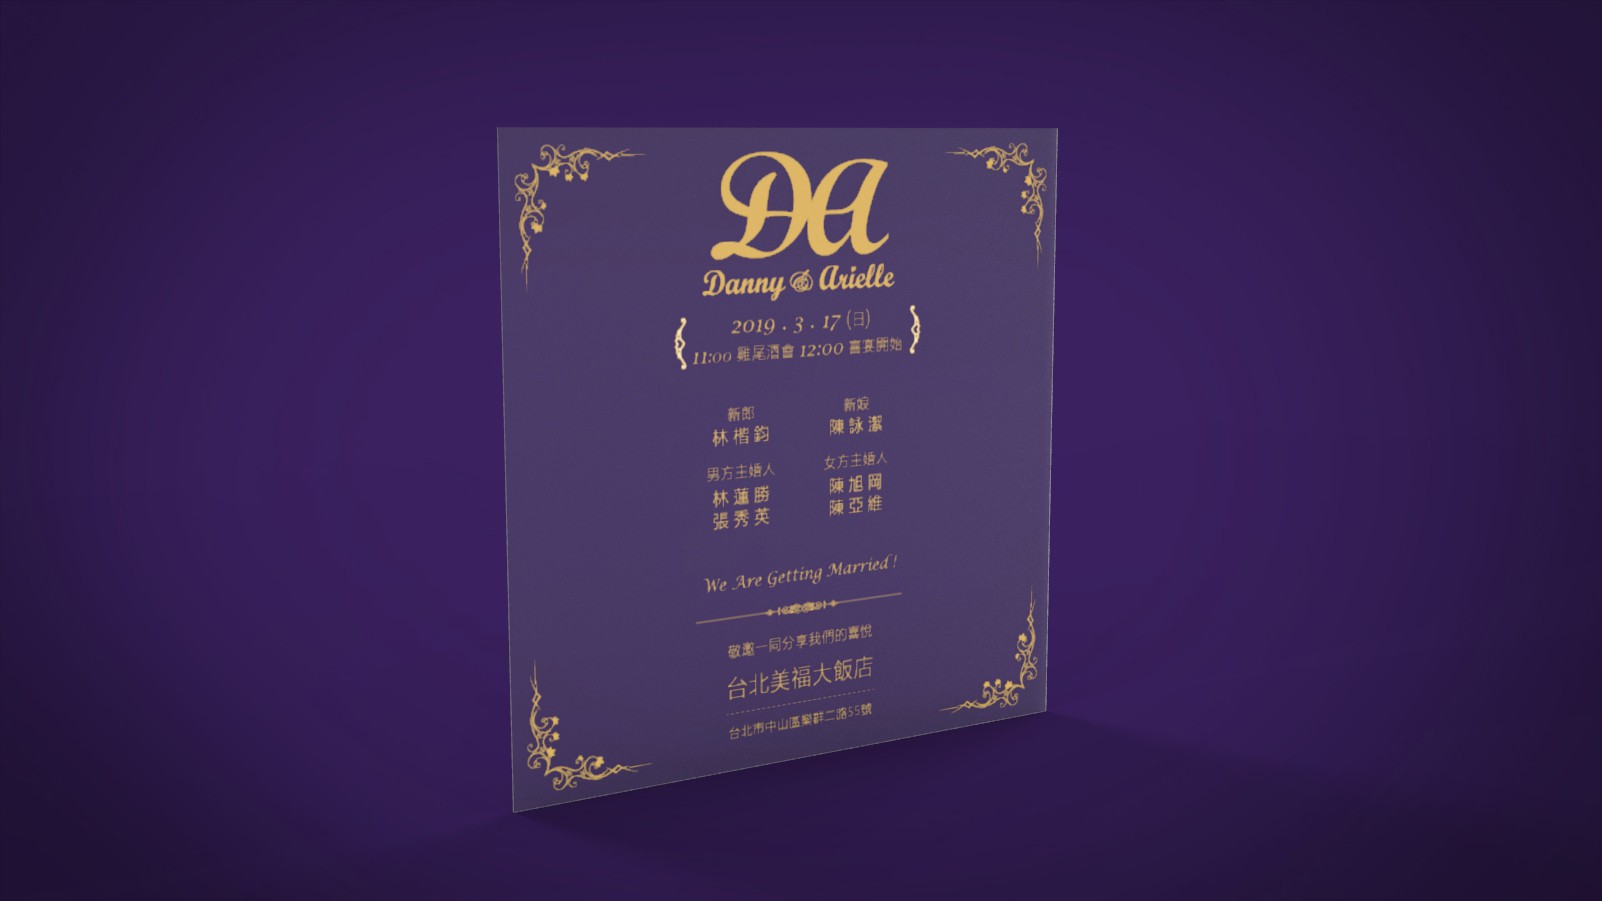 DA
Danny & Arielle
2019 . 3 . 17 (日)
11:00 雞尾酒會 12:00 喜宴開始
新郎
林楷鈞
新娘
陳詠潔
男方主婚人
林蓮勝
張秀英
女方主婚人
陳旭岡
陳亞維
We Are Getting Married!
敬邀一同分享我們的喜悅
台北美福大飯店
台北市中山區樂群二路55號